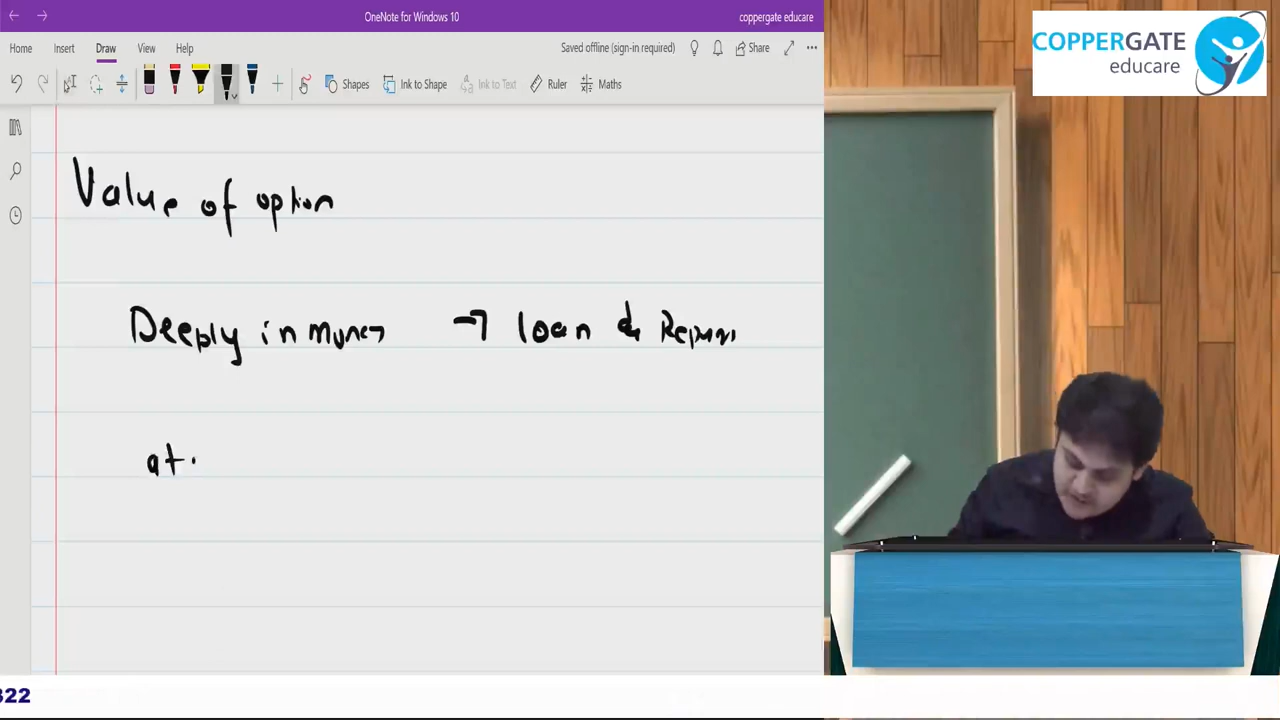 OneNote for Windows 10
coppergate educare
Home Insert Draw View Help
Saved offline (sign-in required)
Share
Shapes
Ink to Shape
Ink to Text
Ruler
Maths
COPPERGATE
educare
Value of option
Deeply in money → loan &
at
322